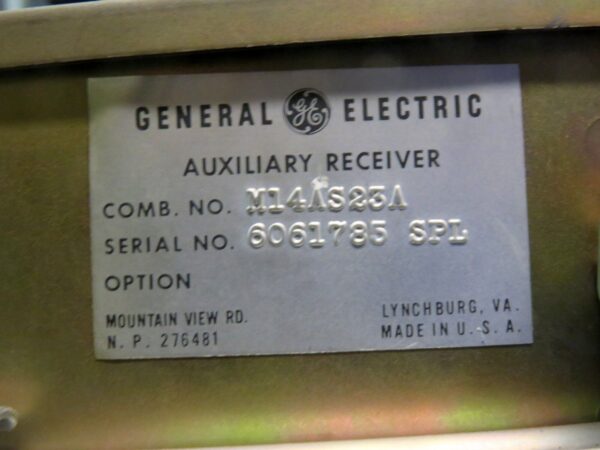 GENERAL GE ELECTRIC
AUXILIARY RECEIVER
COMB. NO. M14AS23A
SERIAL NO. 6061785 SPL
OPTION
MOUNTAIN VIEW RD. LYNCHBURG, VA.
N. P. 276481 MADE IN U. S. A.